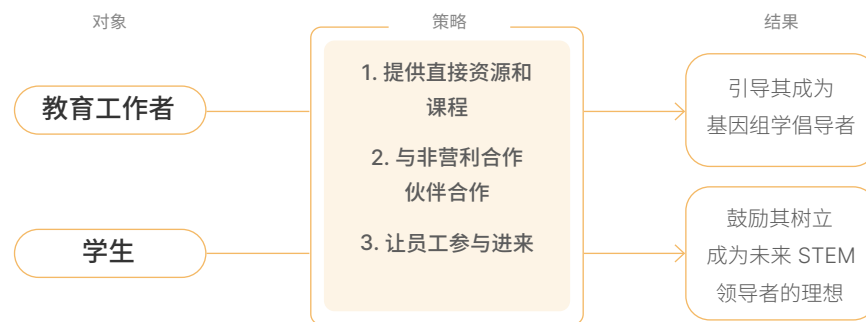 对象
策略
结果
教育工作者
学生
1. 提供直接资源和
课程
2. 与非营利合作
伙伴合作
3. 让员工参与进来
引导其成为
基因组学倡导者
鼓励其树立
成为未来 STEM
领导者的理想